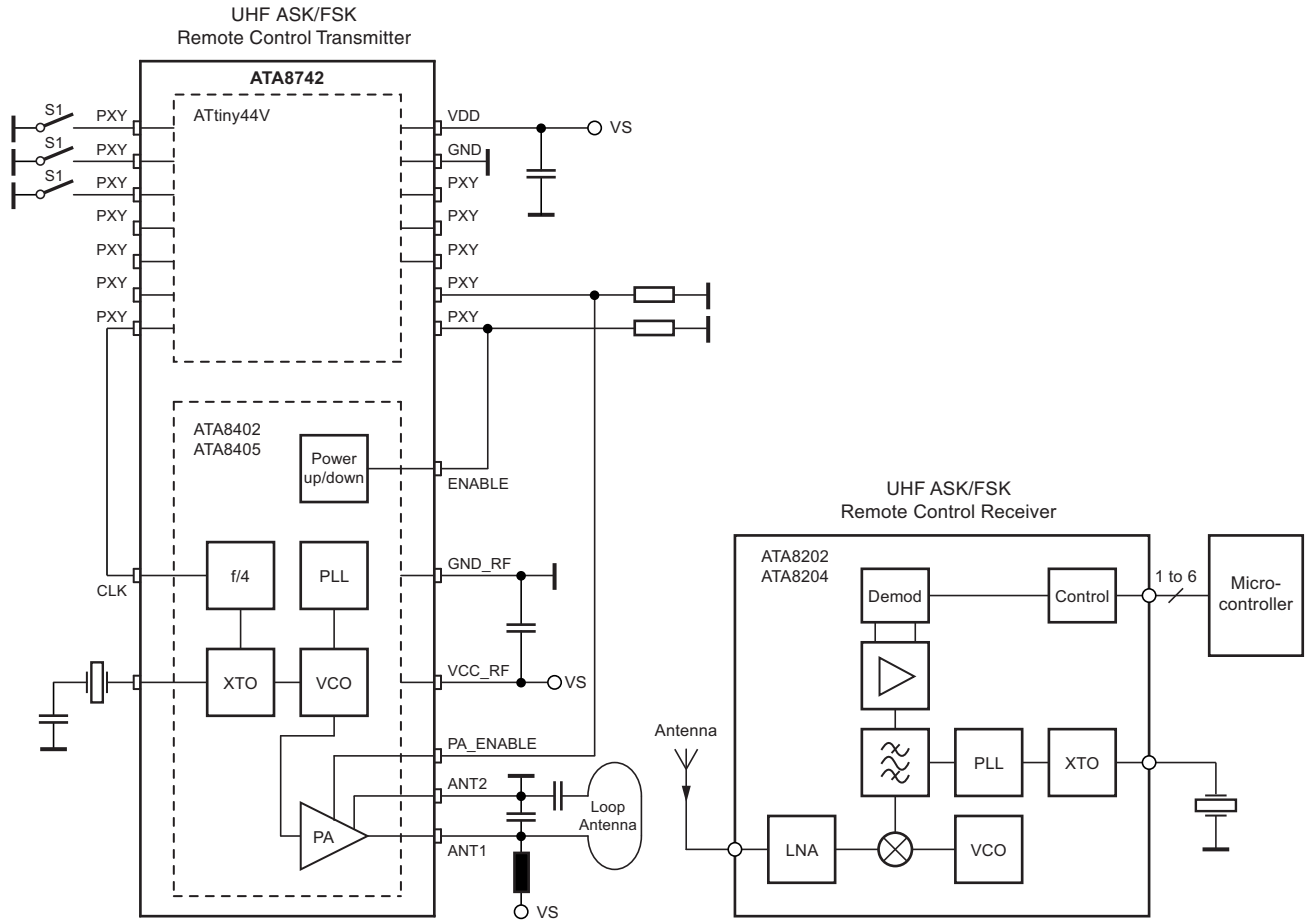 UHF ASK/FSK
Remote Control Transmitter
ATA8742
ATtiny44V
S1
PXY
S1
PXY
S1
PXY
PXY
PXY
PXY
PXY
VDD
VS
GND
PXY
PXY
PXY
PXY
PXY
ATA8402
ATA8405
Power
up/down
ENABLE
f/4
PLL
GND_RF
CLK
XTO
VCO
VCC_RF
VS
PA_ENABLE
ANT2
Loop
Antenna
PA
ANT1
VS
UHF ASK/FSK
Remote Control Receiver
ATA8202
ATA8204
Demod
Control
1 to 6
Micro-
controller
Antenna
PLL
XTO
LNA
VCO